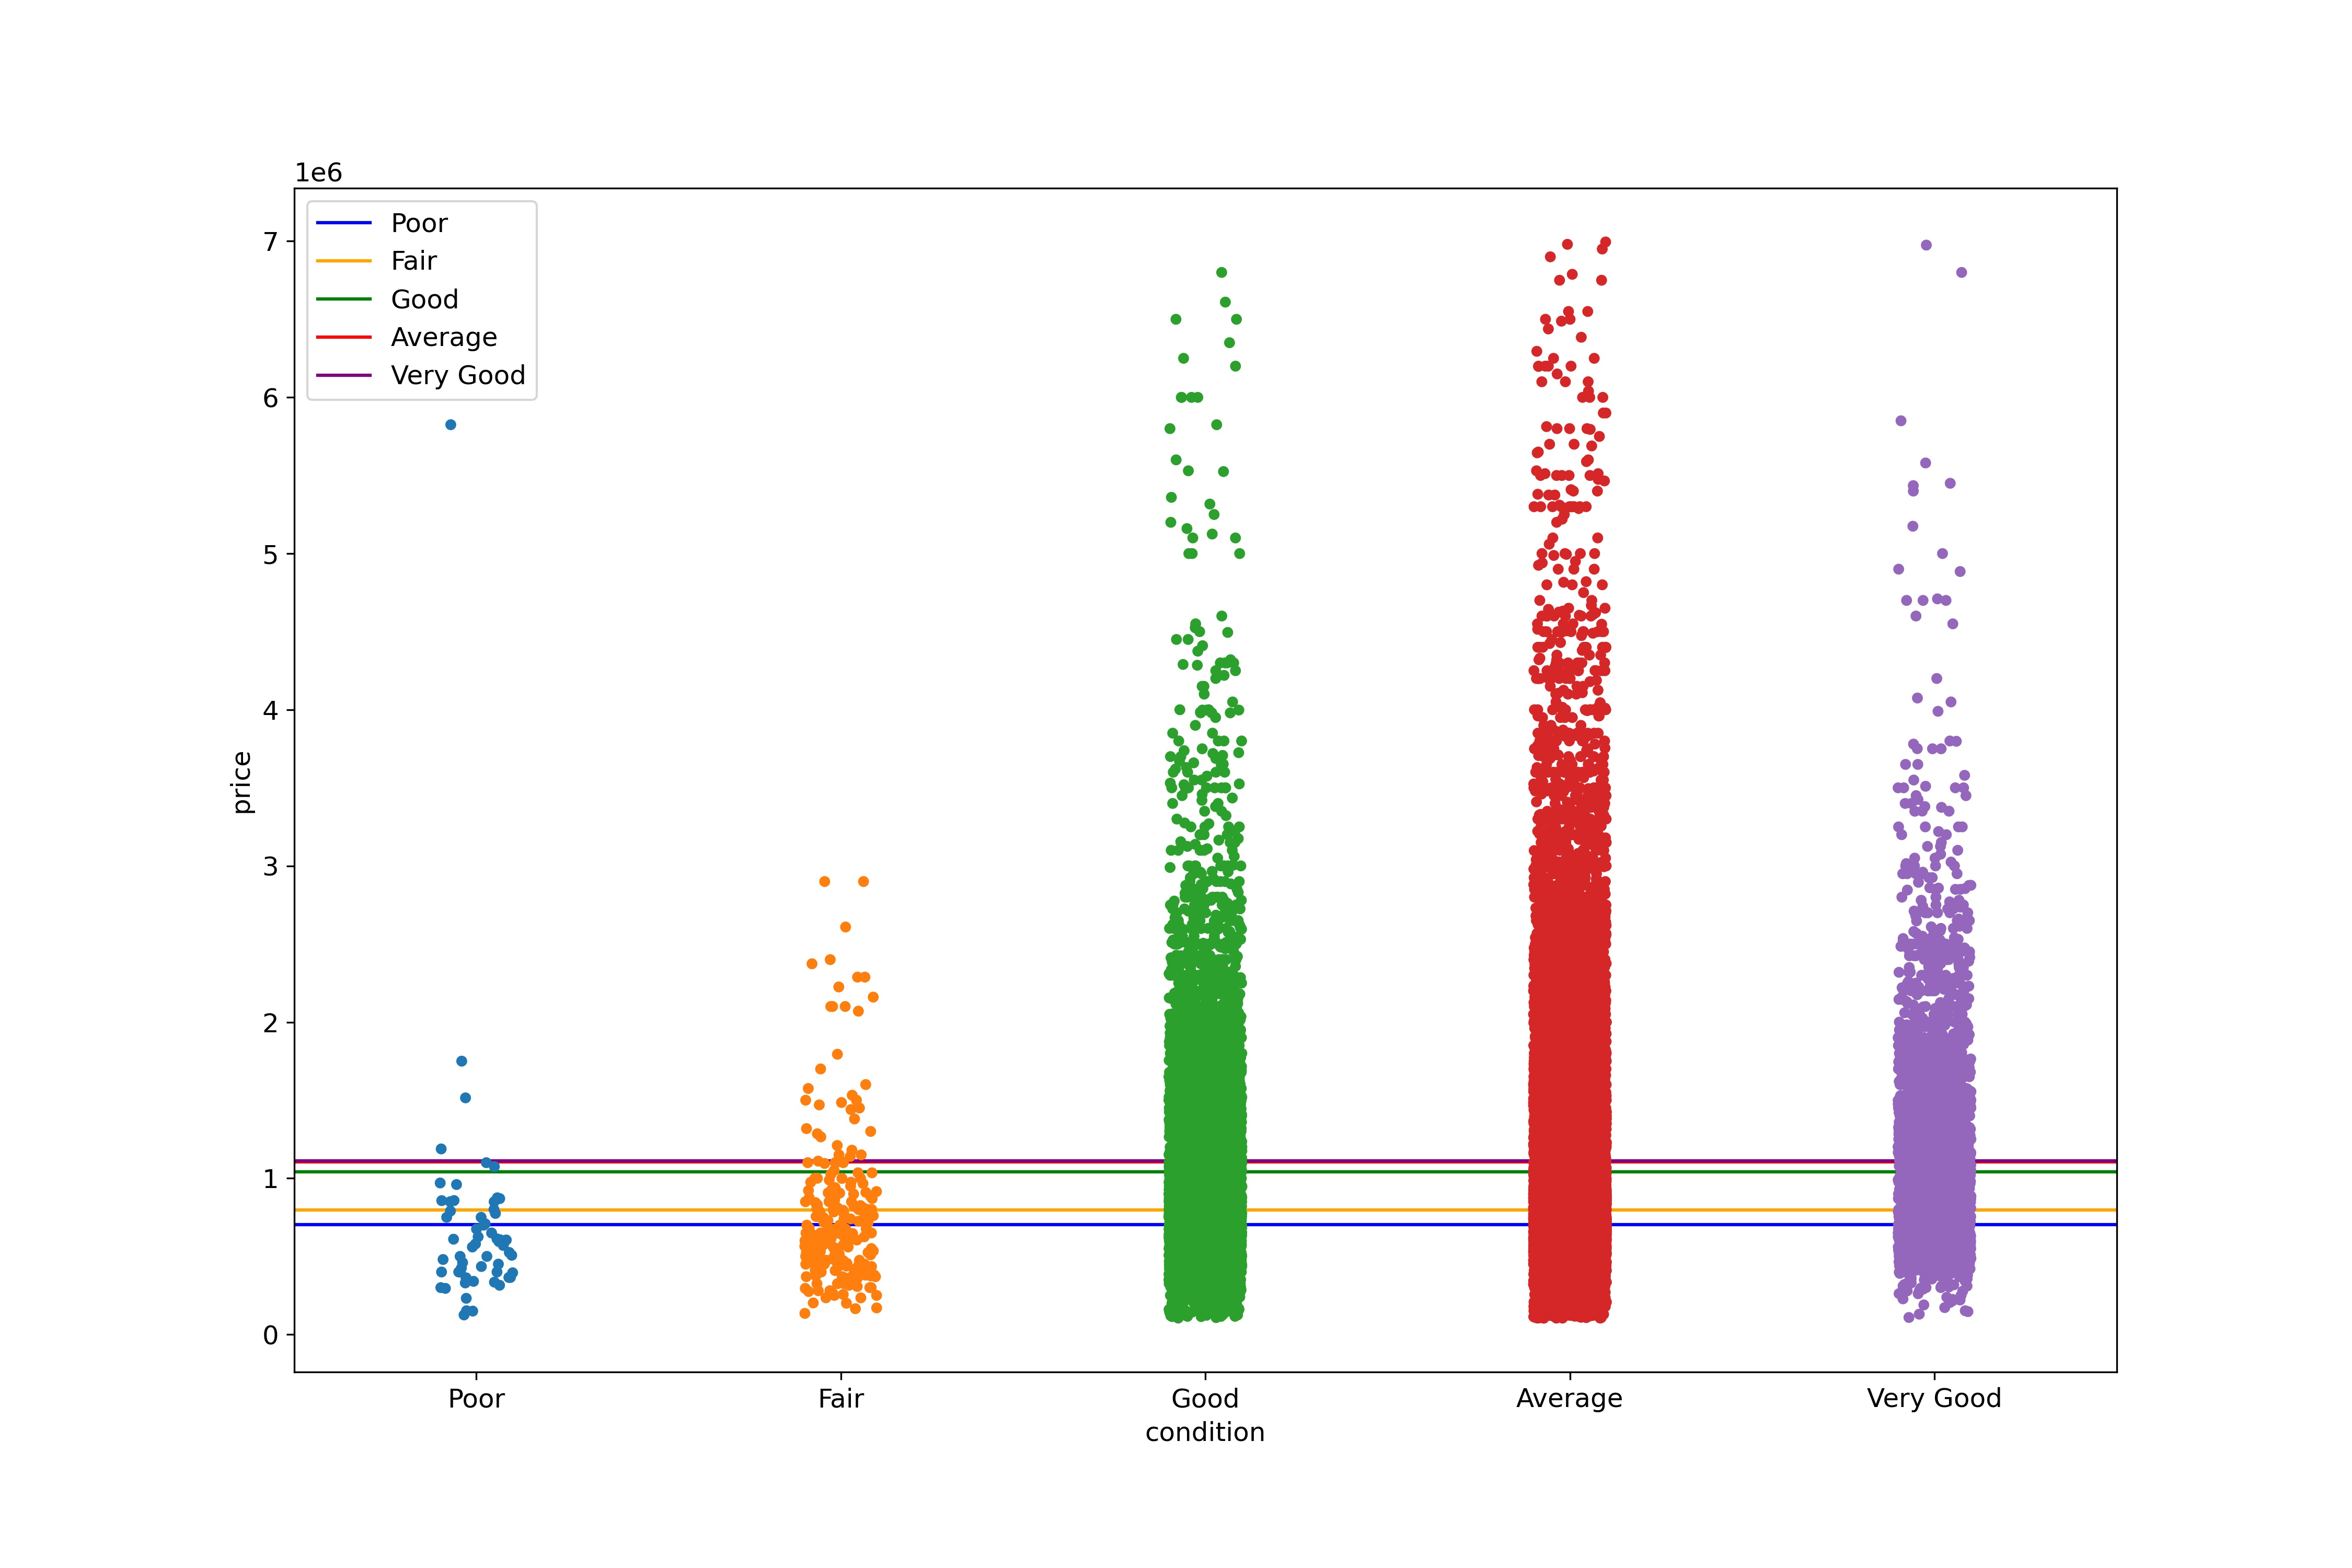 1e6
Poor
Fair
Good
Average
Very Good
7
6
5
4
3
2
1
0
price
Poor Fair Good Average Very Good
condition